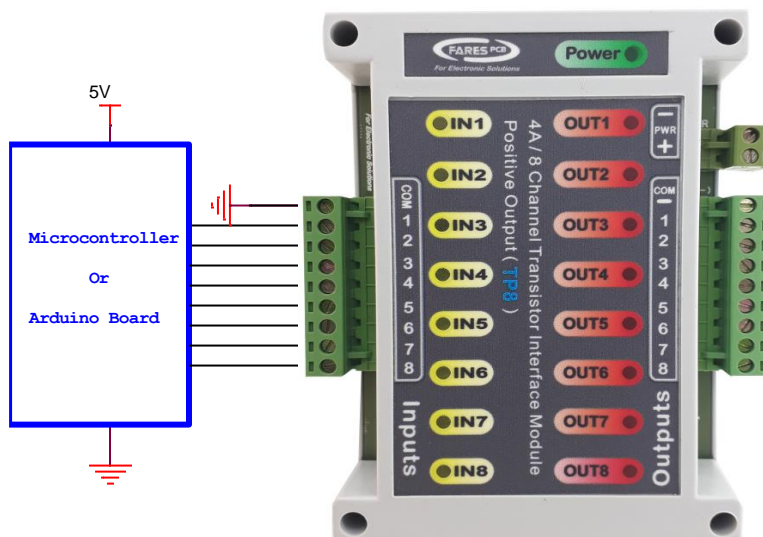 5V
Microcontroller
Or
Arduino Board
FARES PCB
For Electronic Solutions
Power
For Electronic Solutions
COM
1
2
3
4
5
6
7
8
Inputs
IN1
IN2
IN3
IN4
IN5
IN6
IN7
IN8
4A / 8 Channel Transistor Interface Module
Positive Output ( TP8 )
OUT1
OUT2
OUT3
OUT4
OUT5
OUT6
OUT7
OUT8
−
PWR
+
R
COM
−
(-)
1
2
3
4
5
6
7
8
Outputs